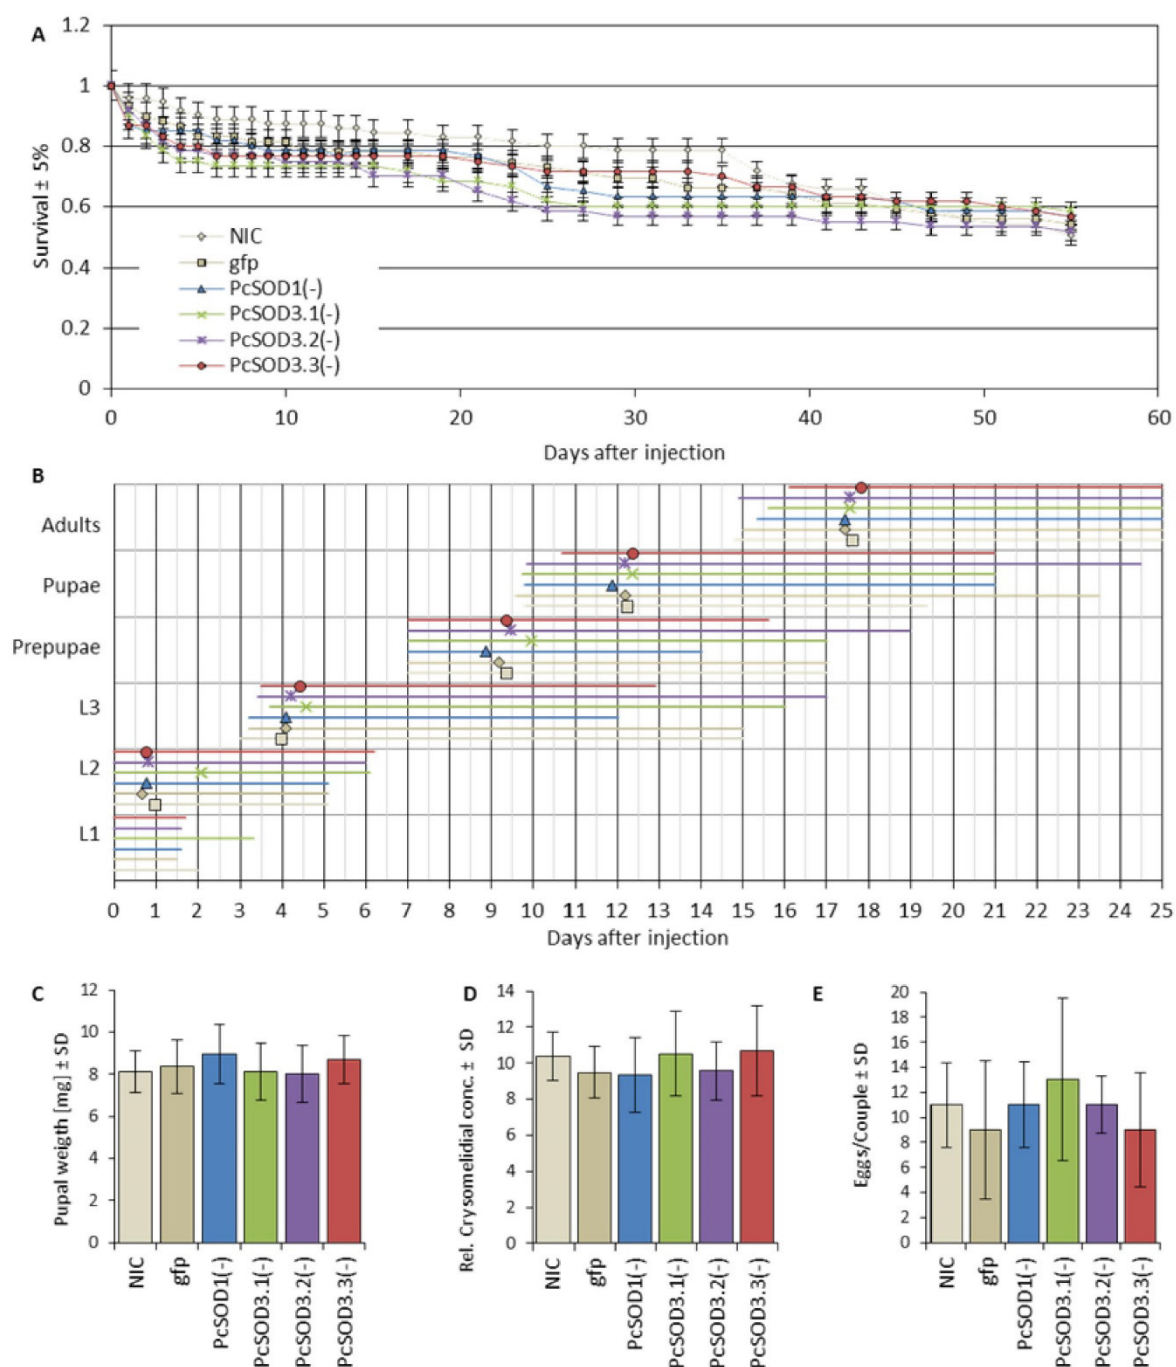 A
1.2
1
0.8
0.6
0.4
0.2
0
Survival ± 5%
NIC
gfp
PcSOD1(-)
PcSOD3.1(-)
PcSOD3.2(-)
PcSOD3.3(-)
0 10 20 30 40 50 60
Days after injection
B
Adults
Pupae
Prepupae
L3
L2
L1
0 1 2 3 4 5 6 7 8 9 10 11 12 13 14 15 16 17 18 19 20 21 22 23 24 25
Days after injection
C
12
10
8
6
4
2
0
Pupal weigth [mg] ± SD
NIC
gfp
PcSOD1(-)
PcSOD3.1(-)
PcSOD3.2(-)
PcSOD3.3(-)
D
14
12
10
8
6
4
2
0
Rel. Crysomelidial conc. ± SD
NIC
gfp
PcSOD1(-)
PcSOD3.1(-)
PcSOD3.2(-)
PcSOD3.3(-)
E
20
18
16
14
12
10
8
6
4
2
0
Eggs/Couple ± SD
NIC
gfp
PcSOD1(-)
PcSOD3.1(-)
PcSOD3.2(-)
PcSOD3.3(-)